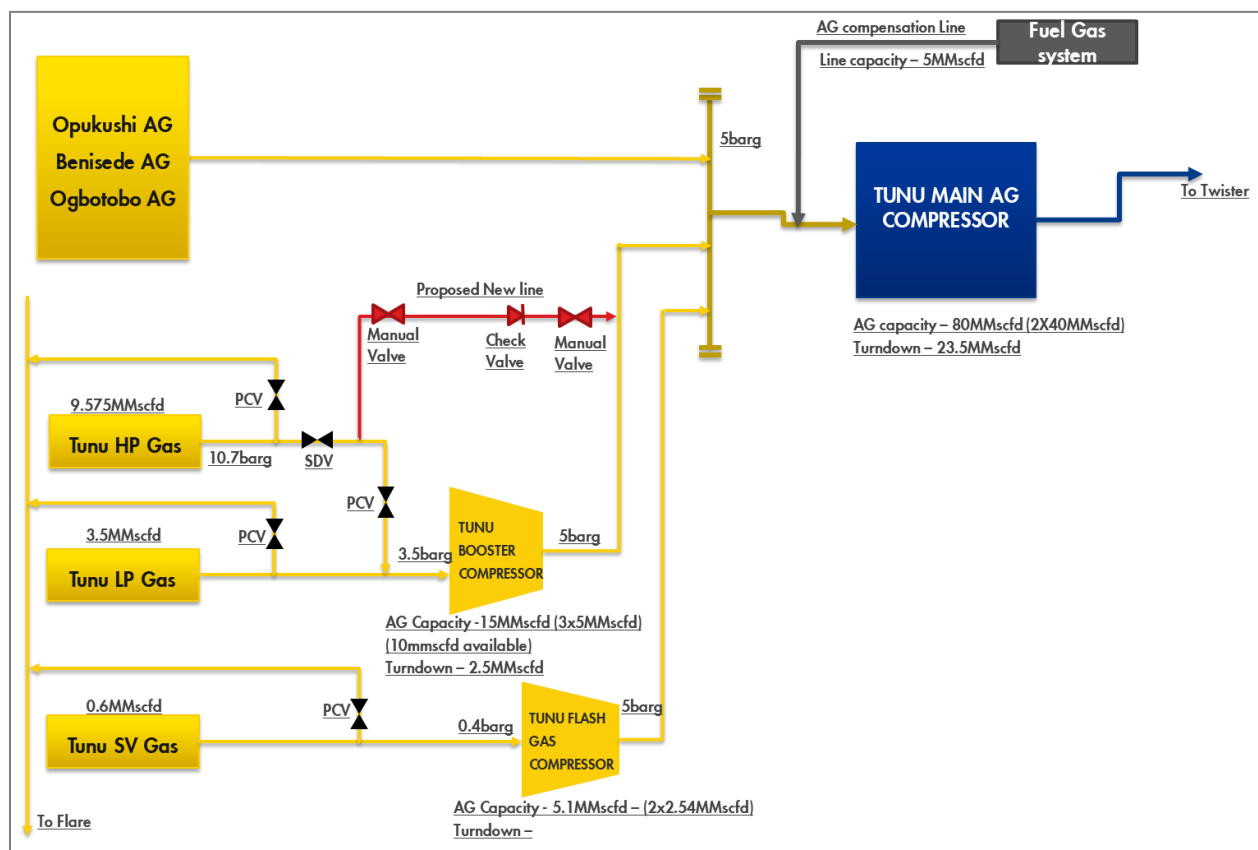 AG compensation Line
Fuel Gas
system
Line capacity – 5MMscfd
Opukushi AG
Benisede AG
Ogbotobo AG
5barg
TUNU MAIN AG
COMPRESSOR
To Twister
Proposed New line
Manual
Valve
Check
Valve
Manual
Valve
AG capacity – 80MMscfd (2X40MMscfd)
Turndown – 23.5MMscfd
PCV
9.575MMscfd
Tunu HP Gas
10.7barg
SDV
PCV
3.5MMscfd
PCV
Tunu LP Gas
3.5barg
TUNU
BOOSTER
COMPRESSOR
5barg
AG Capacity -15MMscfd (3x5MMscfd)
(10mmscfd available)
Turndown – 2.5MMscfd
0.6MMscfd
PCV
Tunu SV Gas
0.4barg
TUNU FLASH
GAS
COMPRESSOR
5barg
AG Capacity - 5.1MMscfd – (2x2.54MMscfd)
Turndown –
To Flare